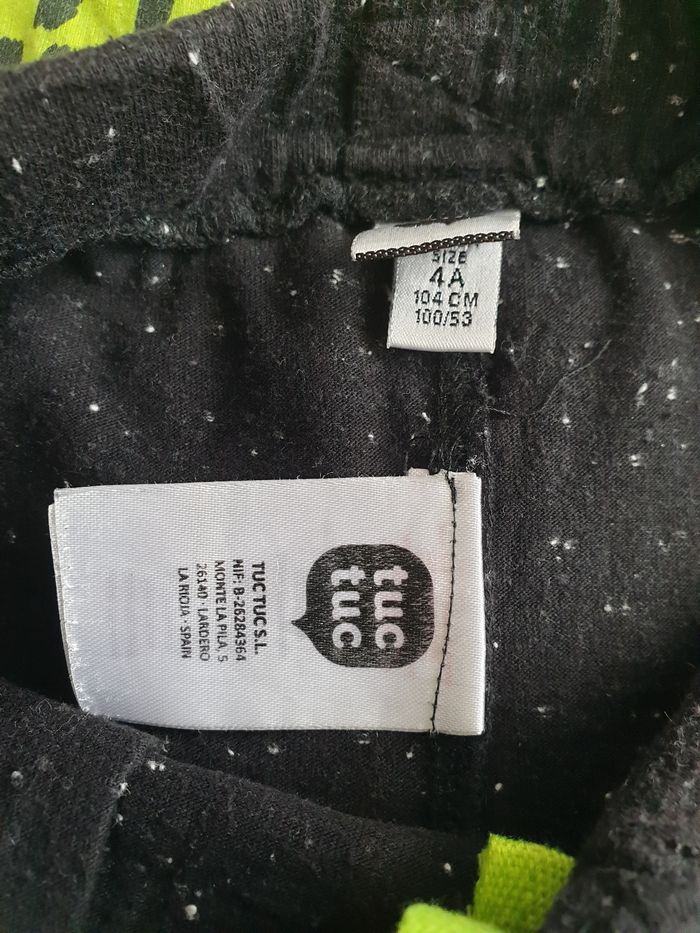 SIZE
4A
104 CM
100/53
tuc
tuc
TUC TUC S.L.
NIF: B-26284364
MONTE LA PILA, 5
26140 · LARDERO
LA RIOJA · SPAIN